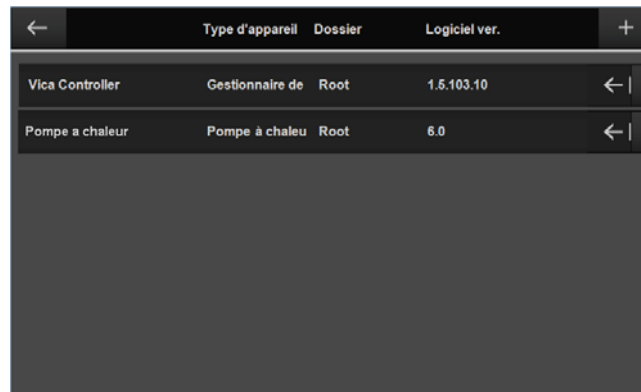 Type d'appareil Dossier Logiciel ver.
Vica Controller Gestionnaire de Root 1.5.103.10
Pompe a chaleur Pompe à chaleu Root 6.0